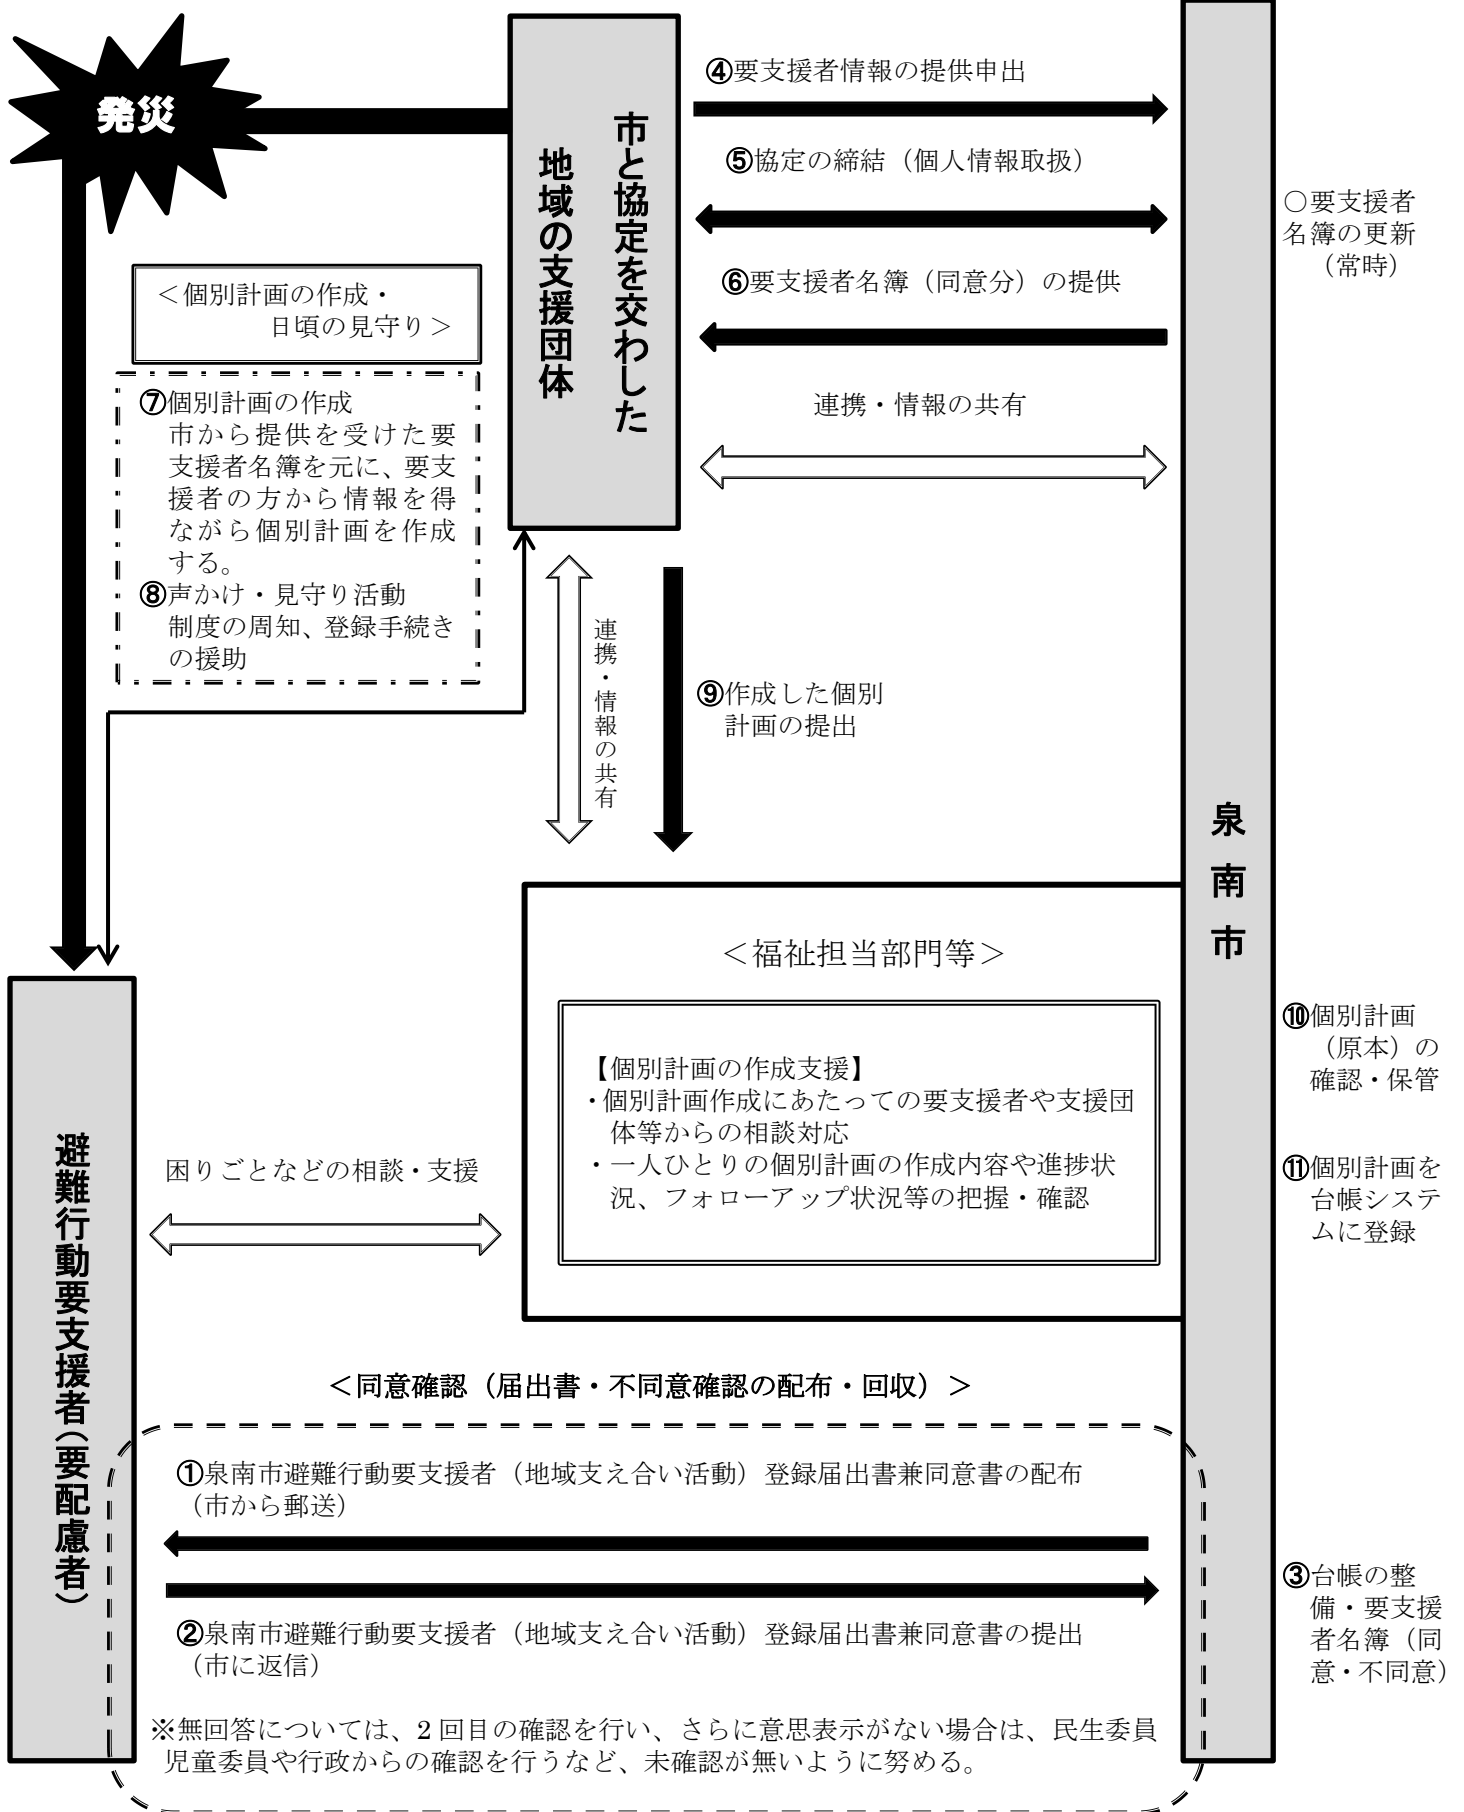 発災
市と協定を交わした
地域の支援団体
④要支援者情報の提供申出
⑤協定の締結（個人情報取扱）
⑥要支援者名簿（同意分）の提供
連携・情報の共有
○要支援者
名簿の更新
（常時）
＜個別計画の作成・
日頃の見守り＞
⑦個別計画の作成
市から提供を受けた要
支援者名簿を元に、要支
援者の方から情報を得
ながら個別計画を作成
する。
⑧声かけ・見守り活動
制度の周知、登録手続き
の援助
連携・情報の共有
⑨作成した個別
計画の提出
泉南市
＜福祉担当部門等＞
【個別計画の作成支援】
・個別計画作成にあたっての要支援者や支援団
体等からの相談対応
・一人ひとりの個別計画の作成内容や進捗状
況、フォローアップ状況等の把握・確認
⑩個別計画
（原本）の
確認・保管
⑪個別計画を
台帳システ
ムに登録
避難行動要支援者（要配慮者）
困りごとなどの相談・支援
＜同意確認（届出書・不同意確認の配布・回収）＞
①泉南市避難行動要支援者（地域支え合い活動）登録届出書兼同意書の配布
（市から郵送）
②泉南市避難行動要支援者（地域支え合い活動）登録届出書兼同意書の提出
（市に返信）
③台帳の整
備・要支援
者名簿（同
意・不同意）
※無回答については、2 回目の確認を行い、さらに意思表示がない場合は、民生委員
児童委員や行政からの確認を行うなど、未確認が無いように努める。